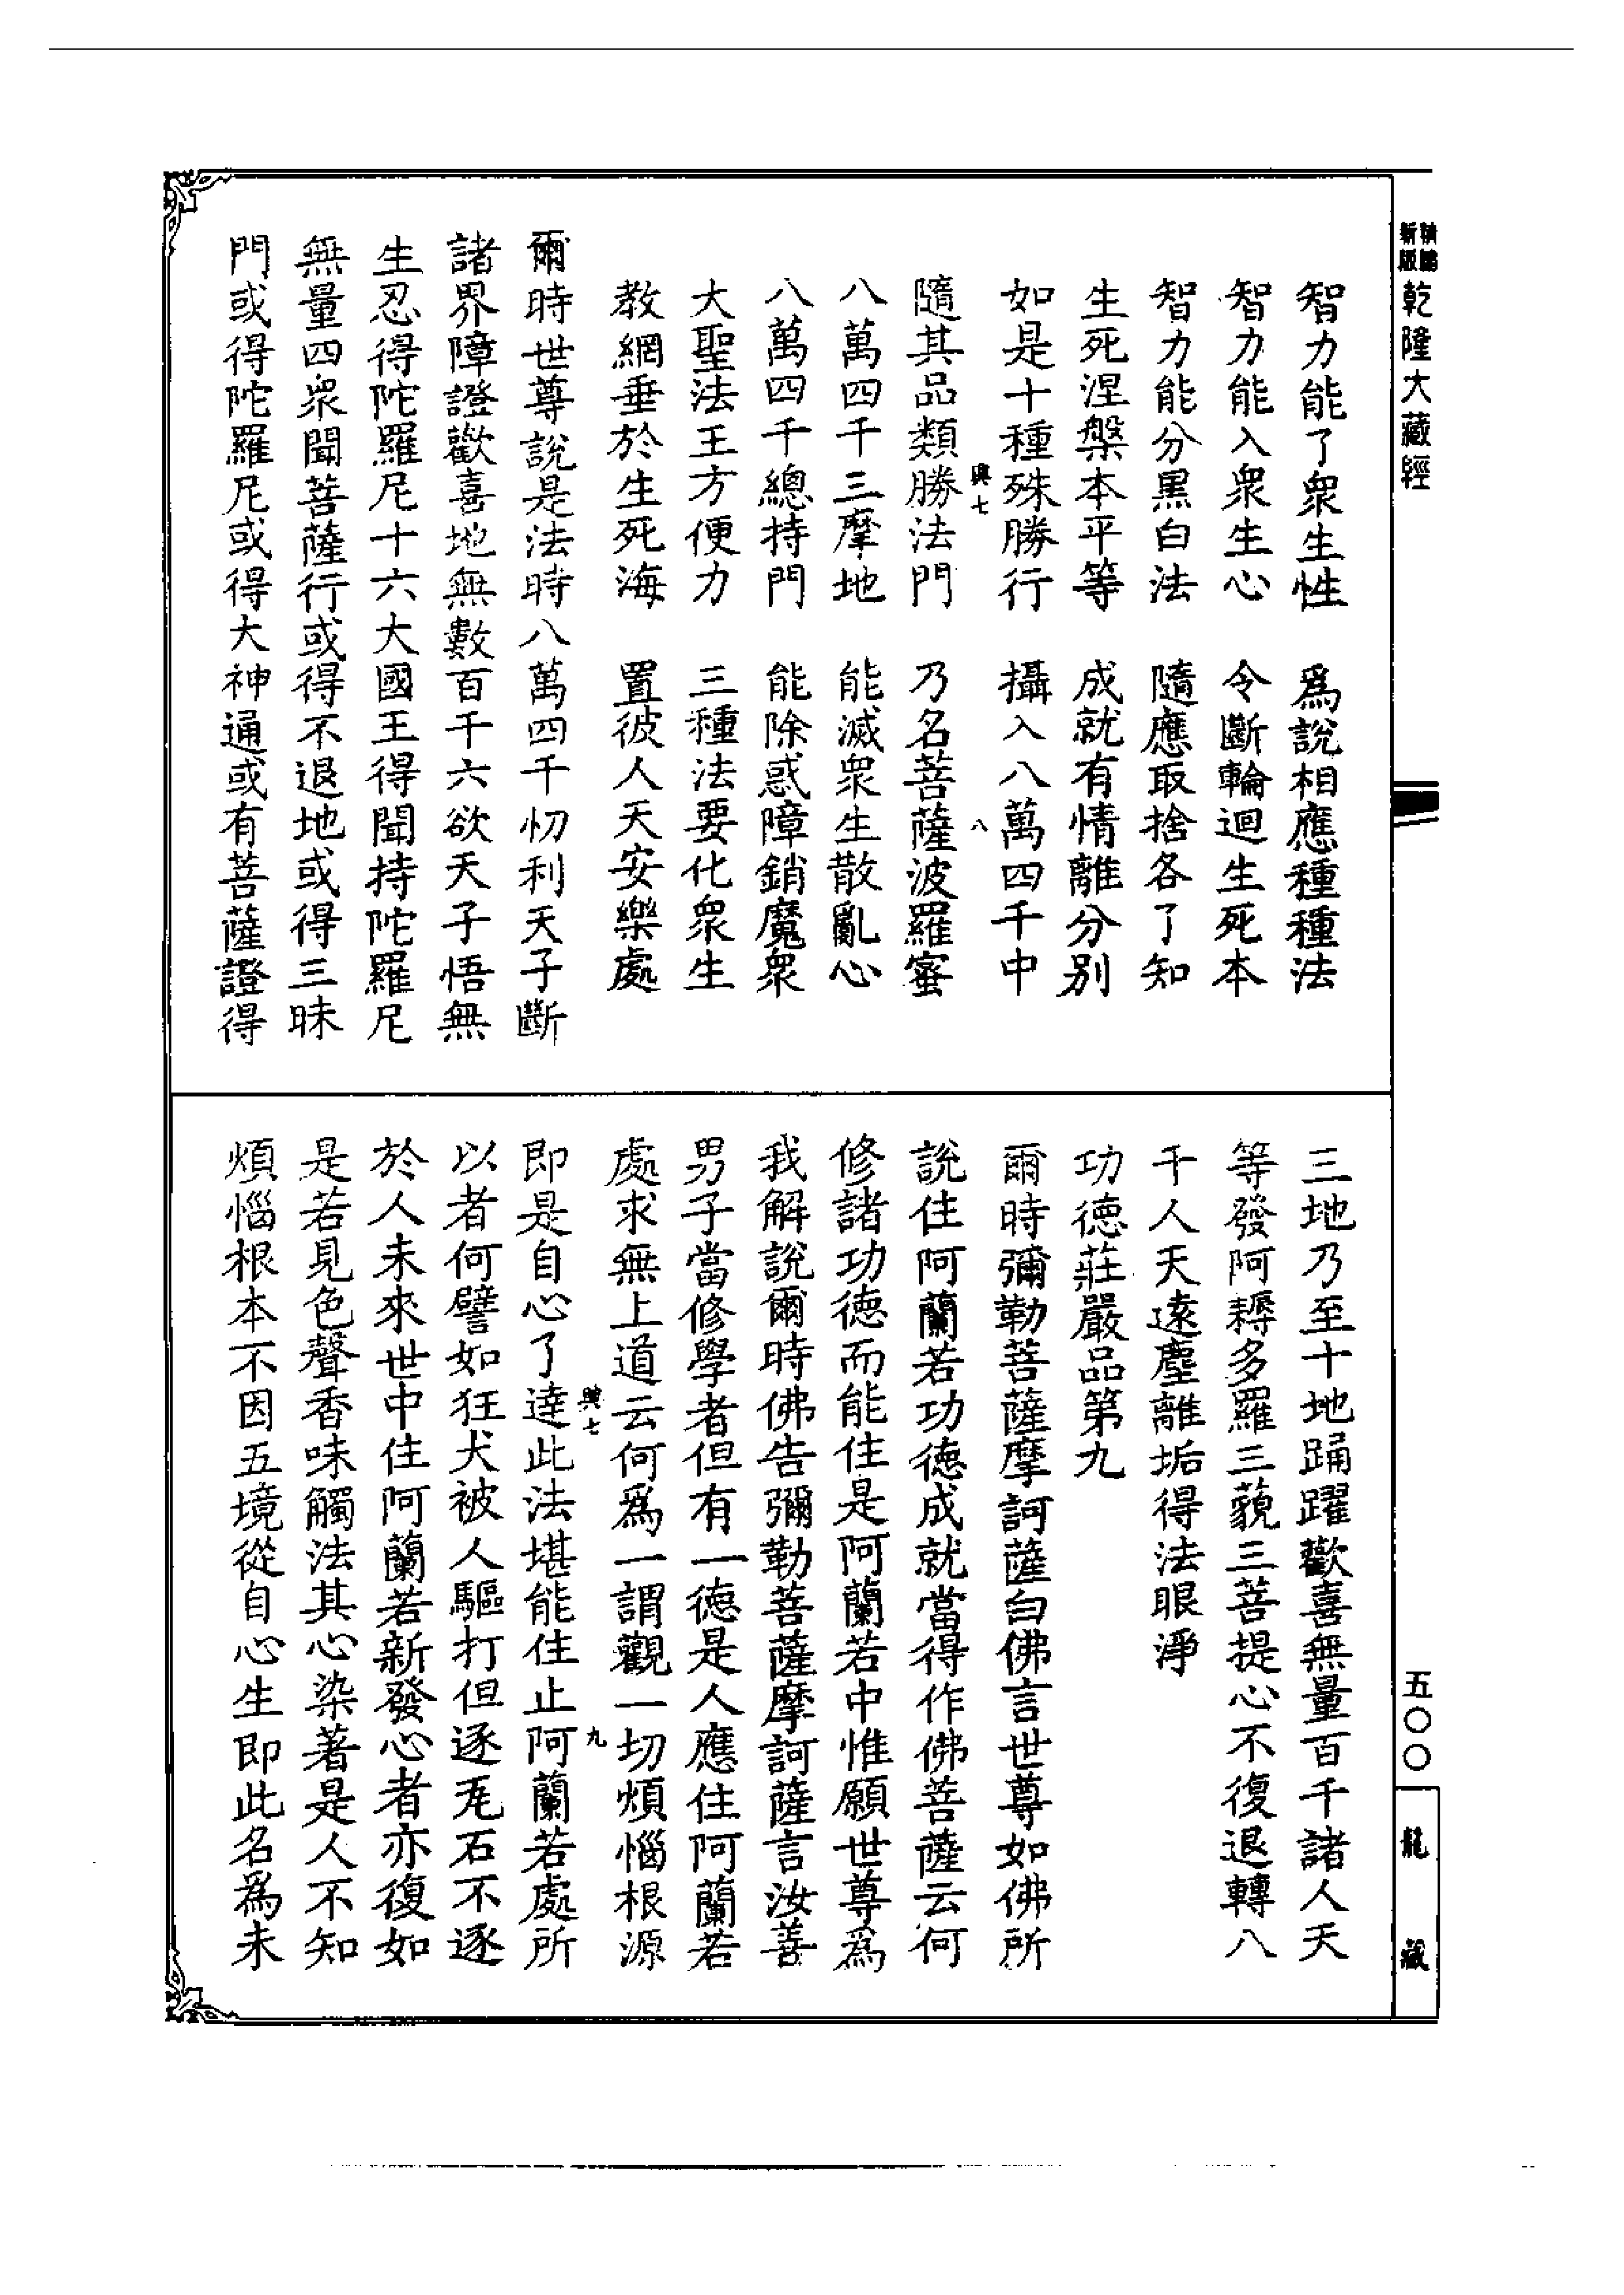 新版
精縮
乾隆大藏經
智力能了衆生性　爲說相應種種法
智力能入衆生心　令斷輪迴生死本
智力能分黑白法　隨應取捨各了知
生死涅槃本平等　成就有情離分別
如是十種殊勝行　攝入八萬四千中
興七　八
隨其品類勝法門　乃名菩薩波羅蜜
八萬四千三摩地　能滅衆生散亂心
八萬四千總持門　能除惑障銷魔衆
大聖法王方便力　三種法要化衆生
教網垂於生死海　置彼人天安樂處
爾時世尊說是法時八萬四千忉利天子斷
諸界障證歡喜地無數百千六欲天子悟無
生忍得陀羅尼十六大國王得聞持陀羅尼
無量四衆聞菩薩行或得不退地或得三昧
門或得陀羅尼或得大神通或有菩薩證得
三地乃至十地踊躍歡喜無量百千諸人天
等發阿耨多羅三藐三菩提心不復退轉八
千人天遠塵離垢得法眼淨
功德莊嚴品第九
爾時彌勒菩薩摩訶薩白佛言世尊如佛所
說住阿蘭若功德成就當得作佛菩薩云何
修諸功德而能住是阿蘭若中惟願世尊爲
我解說爾時佛告彌勒菩薩摩訶薩言汝善
男子當修學者但有一德是人應住阿蘭若
處求無上道云何爲一謂觀一切煩惱根源
興七　九
即是自心了達此法堪能住止阿蘭若處所
以者何譬如狂犬被人驅打但逐瓦石不逐
於人未來世中住阿蘭若新發心者亦復如
是若見色聲香味觸法其心染著是人不知
煩惱根本不因五境從自心生即此名爲未
五〇〇
龍藏